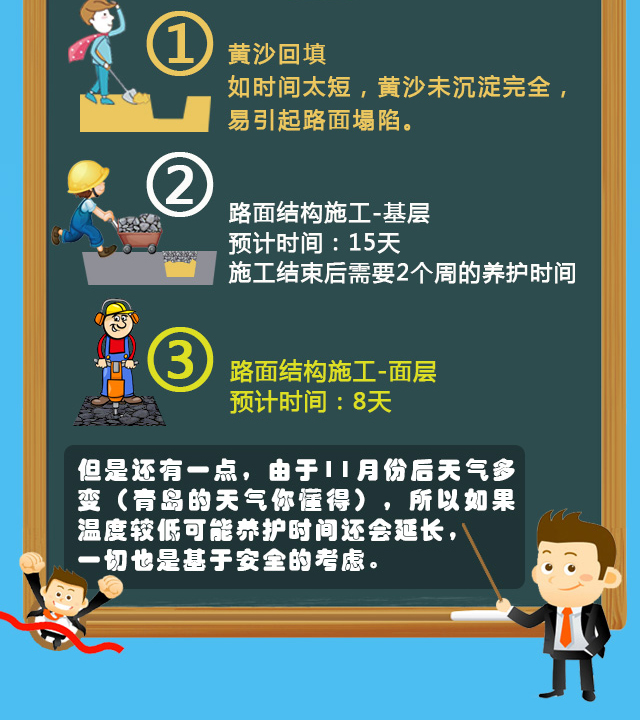 1
黄沙回填
如时间太短，黄沙未沉淀完全，
易引起路面塌陷。
2
路面结构施工-基层
预计时间：15天
施工结束后需要2个周的养护时间
3
路面结构施工-面层
预计时间：8天
但是还有一点，由于11月份后天气多
变（青岛的天气你懂得），所以如果
温度较低可能养护时间还会延长，
一切也是基于安全的考虑。